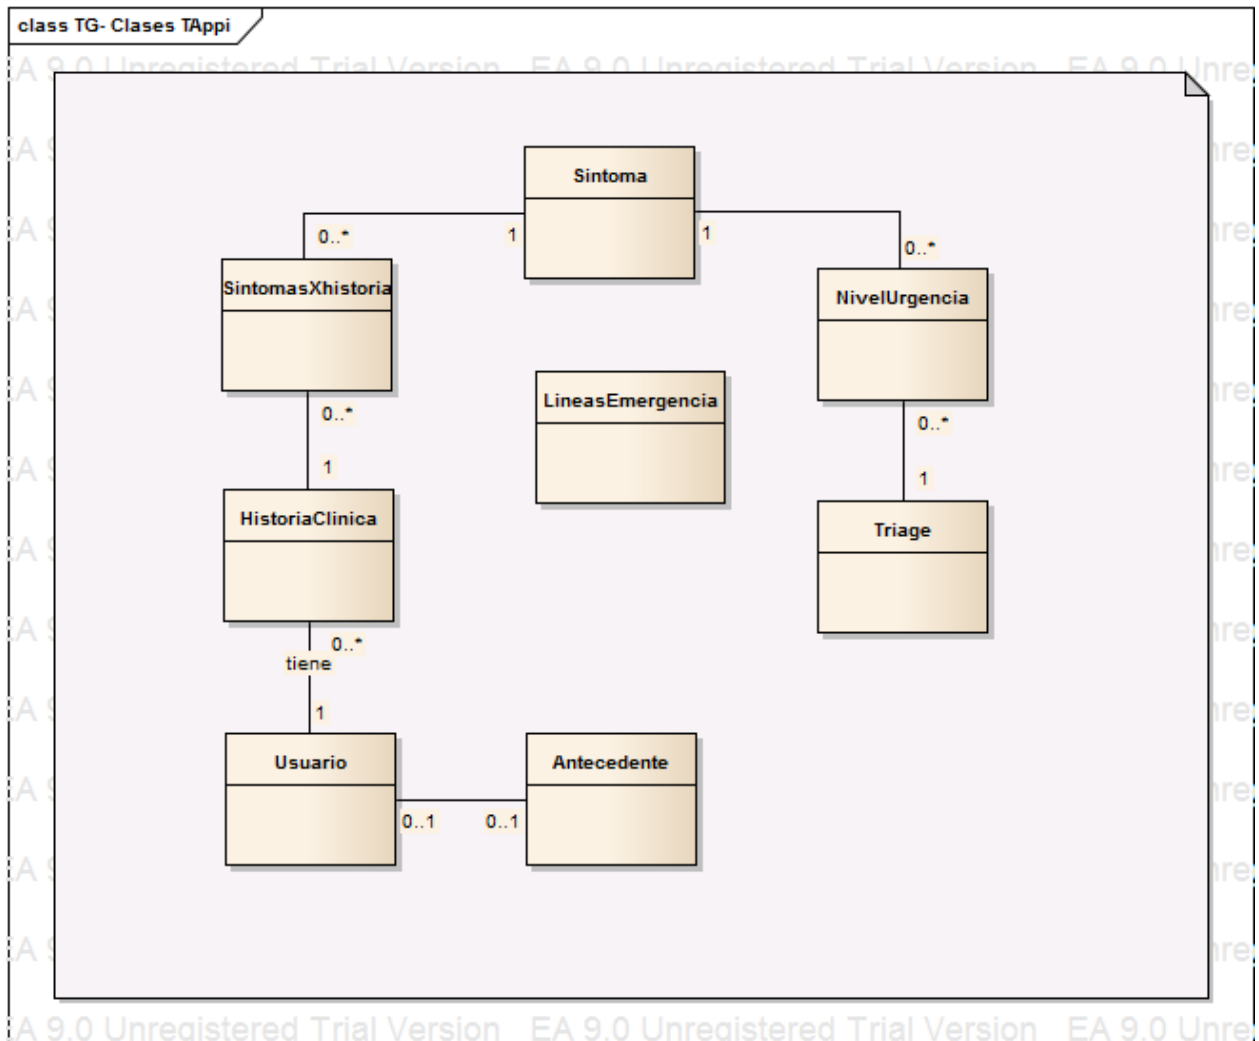 class TG- Clases TAppi
EA 9.0 Unregistered Trial Version EA 9.0 Unregistered Trial Version EA 9.0 Unre
Sintoma
0..*
1
1
0..*
SintomasXhistoria
NivelUrgencia
LineasEmergencia
0..*
0..*
1
1
HistoriaClinica
Triage
0..*
tiene
1
Usuario
Antecedente
0..1
0..1
EA 9.0 Unregistered Trial Version EA 9.0 Unregistered Trial Version EA 9.0 Unre